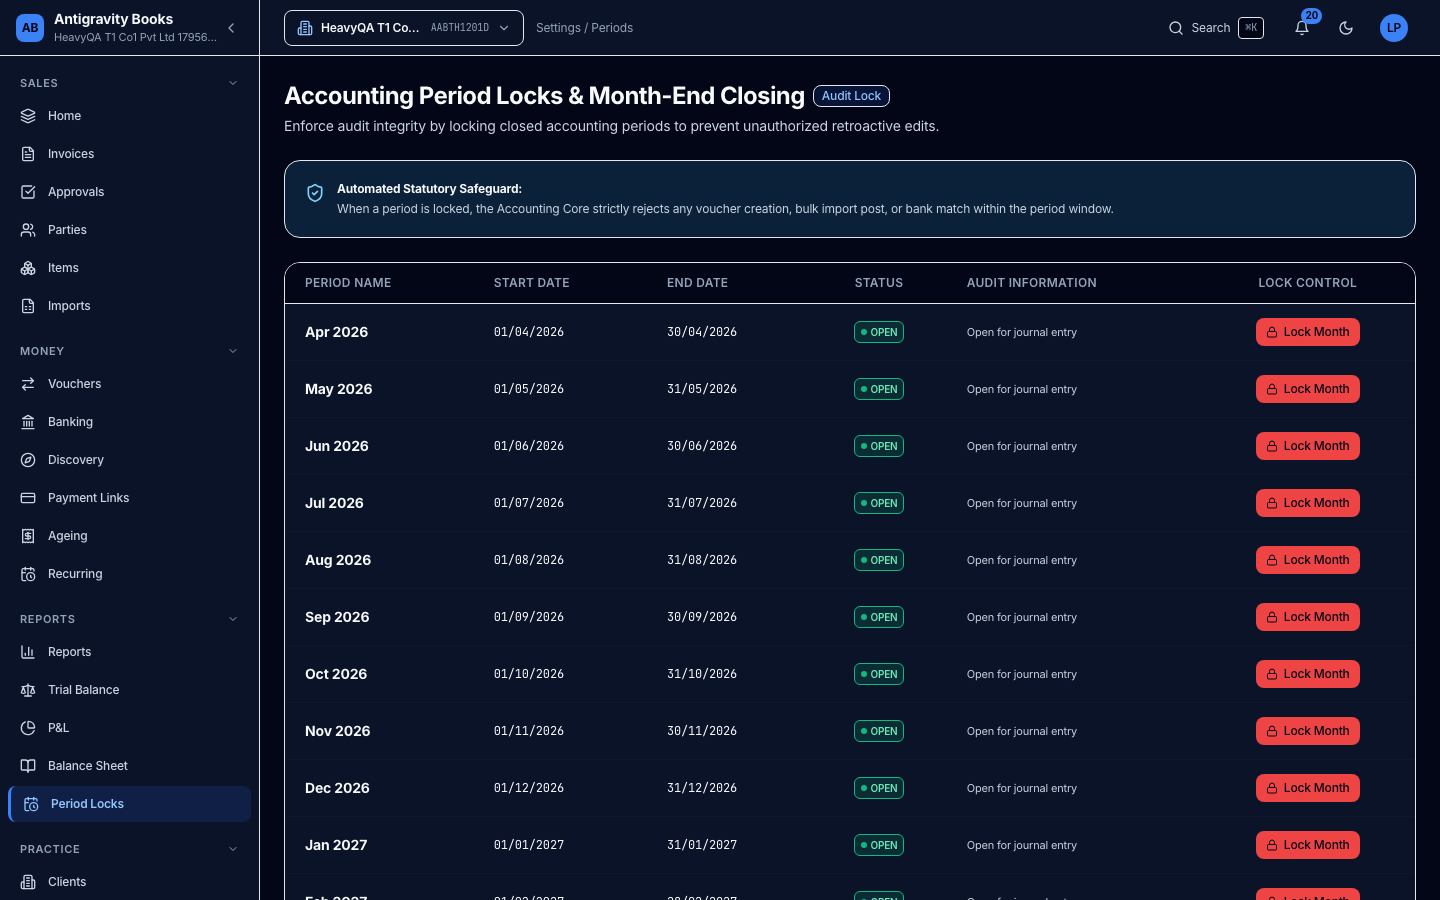 AB
Antigravity Books
HeavyQA T1 Co1 Pvt Ltd 17956...
HeavyQA T1 Co... AABTH1201D
Settings / Periods
Search ⌘K
20
LP
SALES
Home
Invoices
Approvals
Parties
Items
Imports
MONEY
Vouchers
Banking
Discovery
Payment Links
Ageing
Recurring
REPORTS
Reports
Trial Balance
P&L
Balance Sheet
Period Locks
PRACTICE
Clients
Accounting Period Locks & Month-End Closing Audit Lock
Enforce audit integrity by locking closed accounting periods to prevent unauthorized retroactive edits.
Automated Statutory Safeguard:
When a period is locked, the Accounting Core strictly rejects any voucher creation, bulk import post, or bank match within the period window.
PERIOD NAME START DATE END DATE STATUS AUDIT INFORMATION LOCK CONTROL
Apr 2026 01/04/2026 30/04/2026 OPEN Open for journal entry Lock Month
May 2026 01/05/2026 31/05/2026 OPEN Open for journal entry Lock Month
Jun 2026 01/06/2026 30/06/2026 OPEN Open for journal entry Lock Month
Jul 2026 01/07/2026 31/07/2026 OPEN Open for journal entry Lock Month
Aug 2026 01/08/2026 31/08/2026 OPEN Open for journal entry Lock Month
Sep 2026 01/09/2026 30/09/2026 OPEN Open for journal entry Lock Month
Oct 2026 01/10/2026 31/10/2026 OPEN Open for journal entry Lock Month
Nov 2026 01/11/2026 30/11/2026 OPEN Open for journal entry Lock Month
Dec 2026 01/12/2026 31/12/2026 OPEN Open for journal entry Lock Month
Jan 2027 01/01/2027 31/01/2027 OPEN Open for journal entry Lock Month